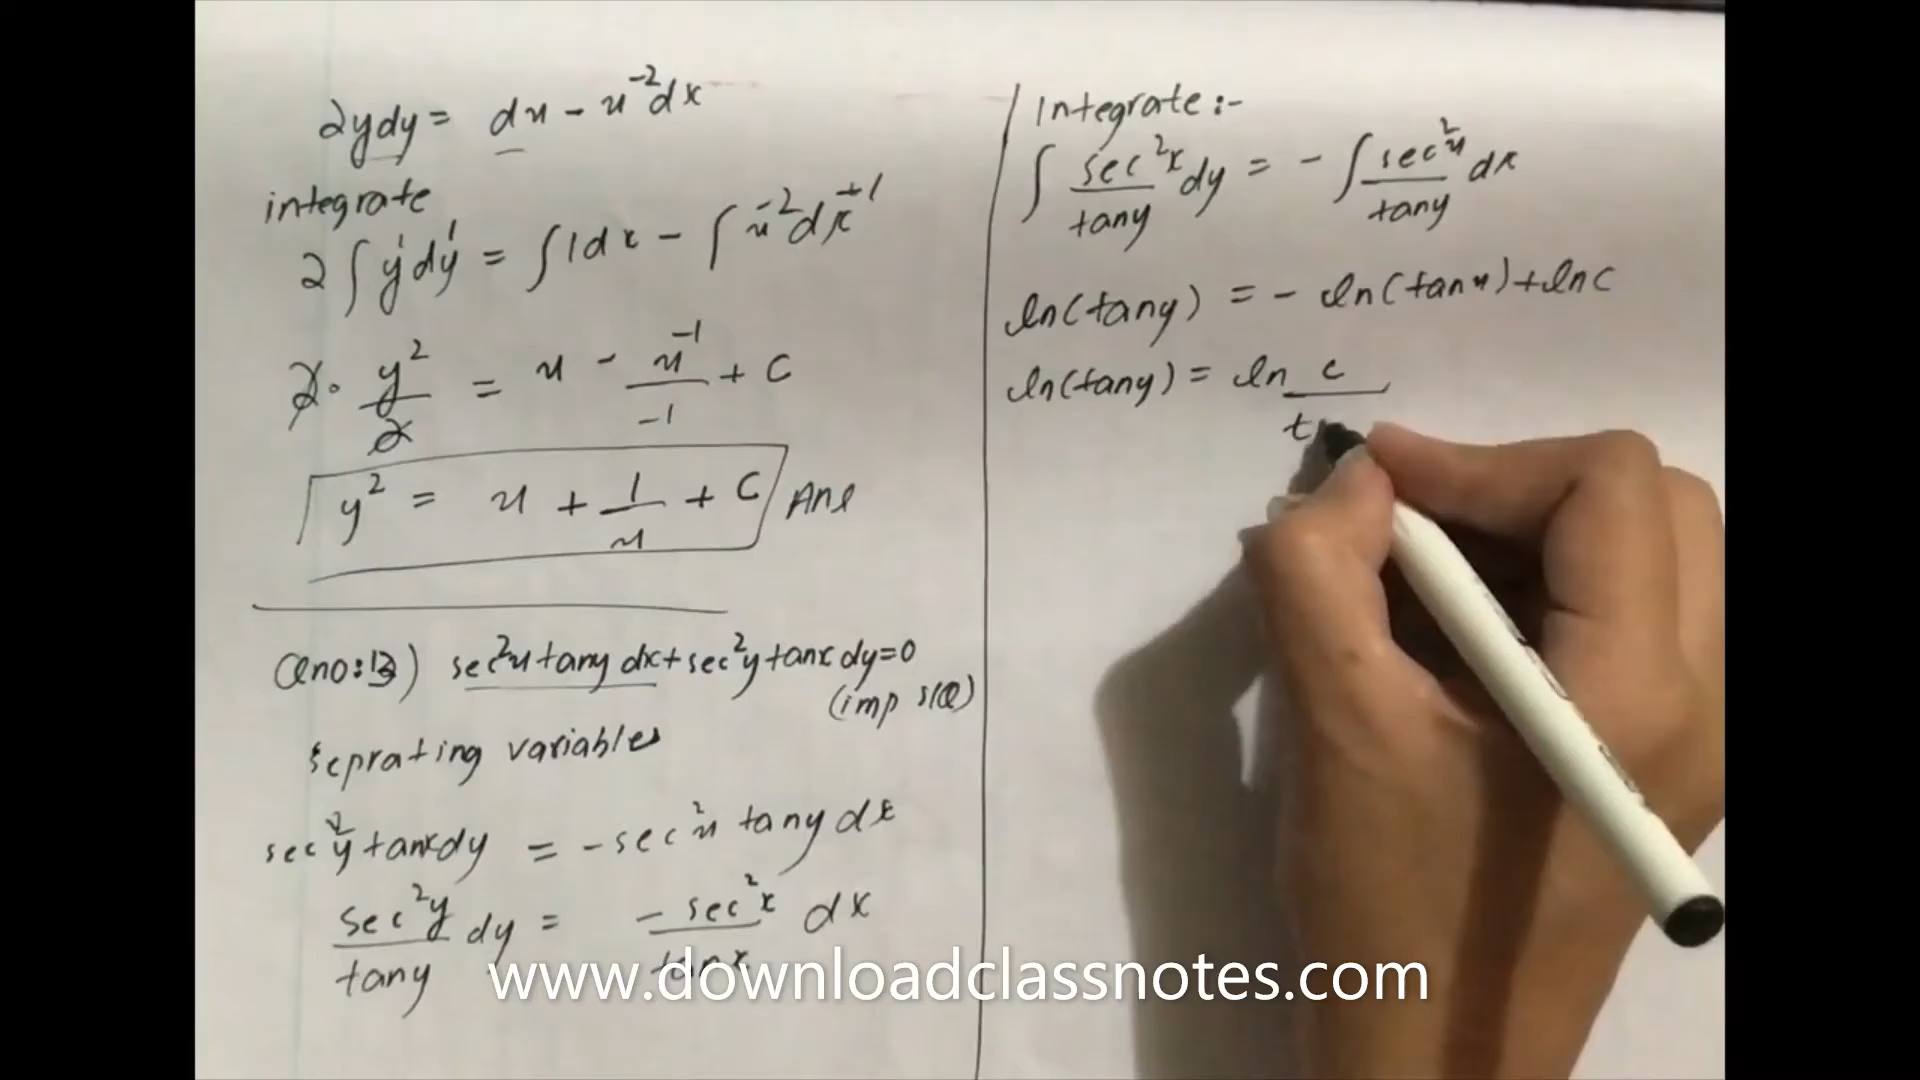 2ydy = dx - x⁻²dx
integrate
2∫y¹dy¹ = ∫1dx - ∫x⁻²dx⁺¹
2 · y²/2 = x - x⁻¹/-1 + C
y² = x + 1/x + C Ans
Qno:13) sec²x tany dx + sec²y tanx dy = 0
(imp s/Q)
seprating variables
sec²y tanx dy = - sec²x tany dx
sec²y/tany dy = - sec²x/tanx dx
Integrate :-
∫ sec²x/tany dy = - ∫ sec²x/tany dx
ln(tany) = - ln(tanx) + lnC
ln(tany) = ln c/t
www.downloadclassnotes.com